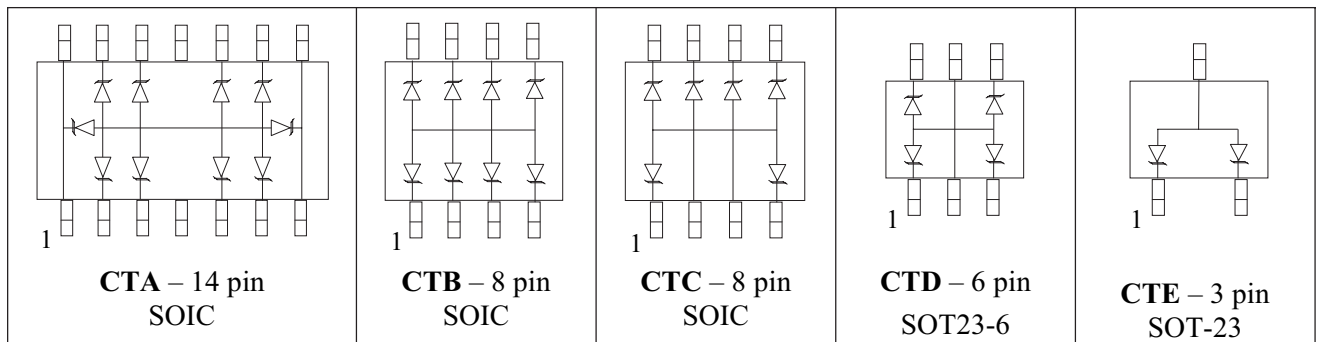 1
CTA – 14 pin
SOIC
1
CTB – 8 pin
SOIC
1
CTC – 8 pin
SOIC
1
CTD – 6 pin
SOT23-6
1
CTE – 3 pin
SOT-23